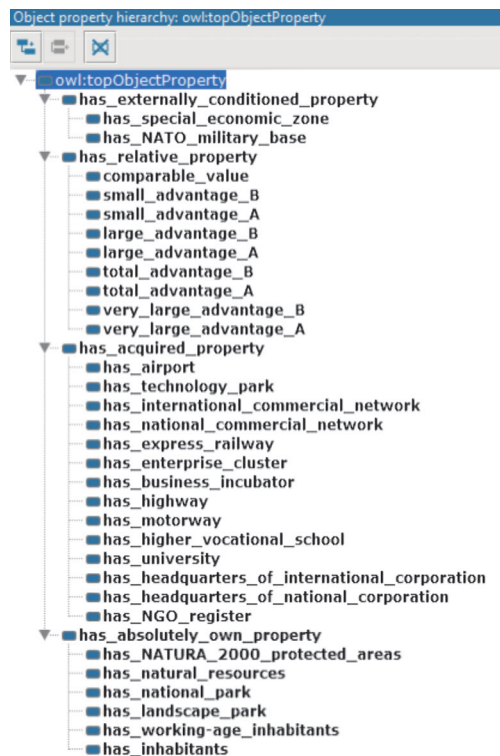 Object property hierarchy: owl:topObjectProperty
owl:topObjectProperty
has_externally_conditioned_property
has_special_economic_zone
has_NATO_military_base
has_relative_property
comparable_value
small_advantage_B
small_advantage_A
large_advantage_B
large_advantage_A
total_advantage_B
total_advantage_A
very_large_advantage_B
very_large_advantage_A
has_acquired_property
has_airport
has_technology_park
has_international_commercial_network
has_national_commercial_network
has_express_railway
has_enterprise_cluster
has_business_incubator
has_highway
has_motorway
has_higher_vocational_school
has_university
has_headquarters_of_international_corporation
has_headquarters_of_national_corporation
has_NGO_register
has_absolutely_own_property
has_NATURA_2000_protected_areas
has_natural_resources
has_national_park
has_landscape_park
has_working-age_inhabitants
has_inhabitants